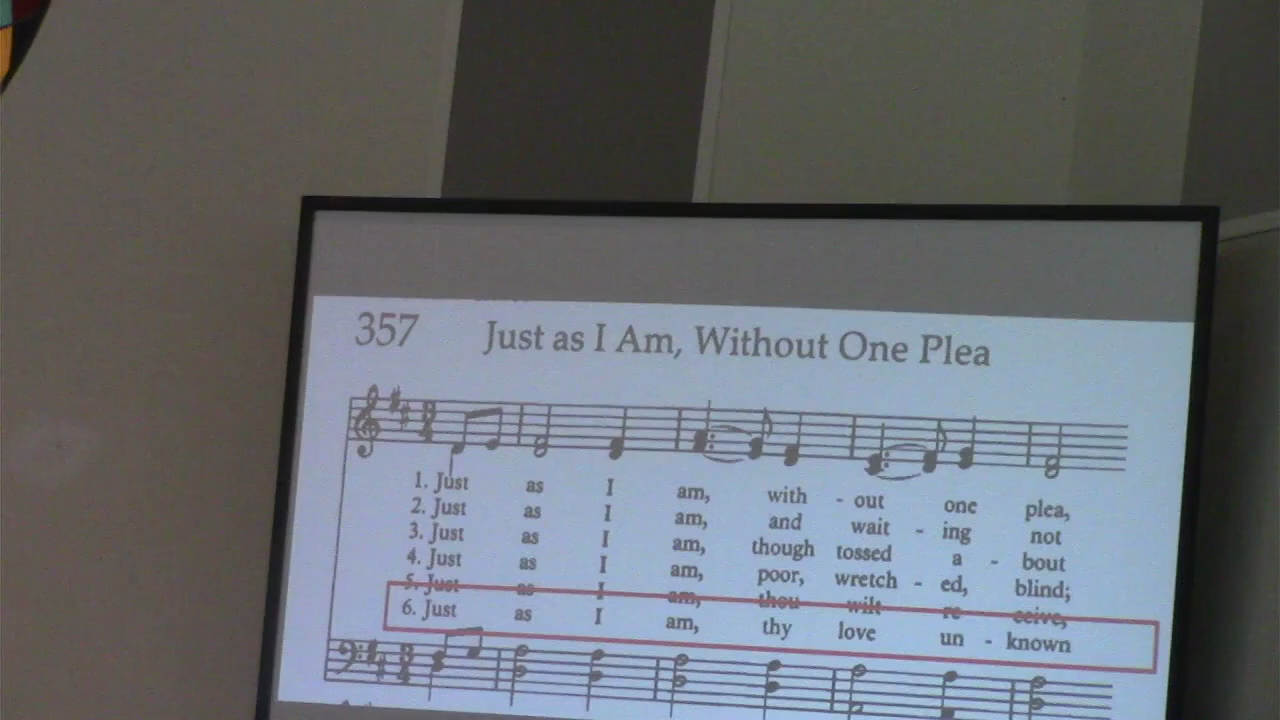 357 Just as I Am, Without One Plea
1. Just as I am, with - out one plea,
2. Just as I am, and wait - ing not
3. Just as I am, though tossed a - bout
4. Just as I am, poor, wretch - ed, blind;
5. Just as I am, thou wilt re - ceive,
6. Just as I am, thy love un - known